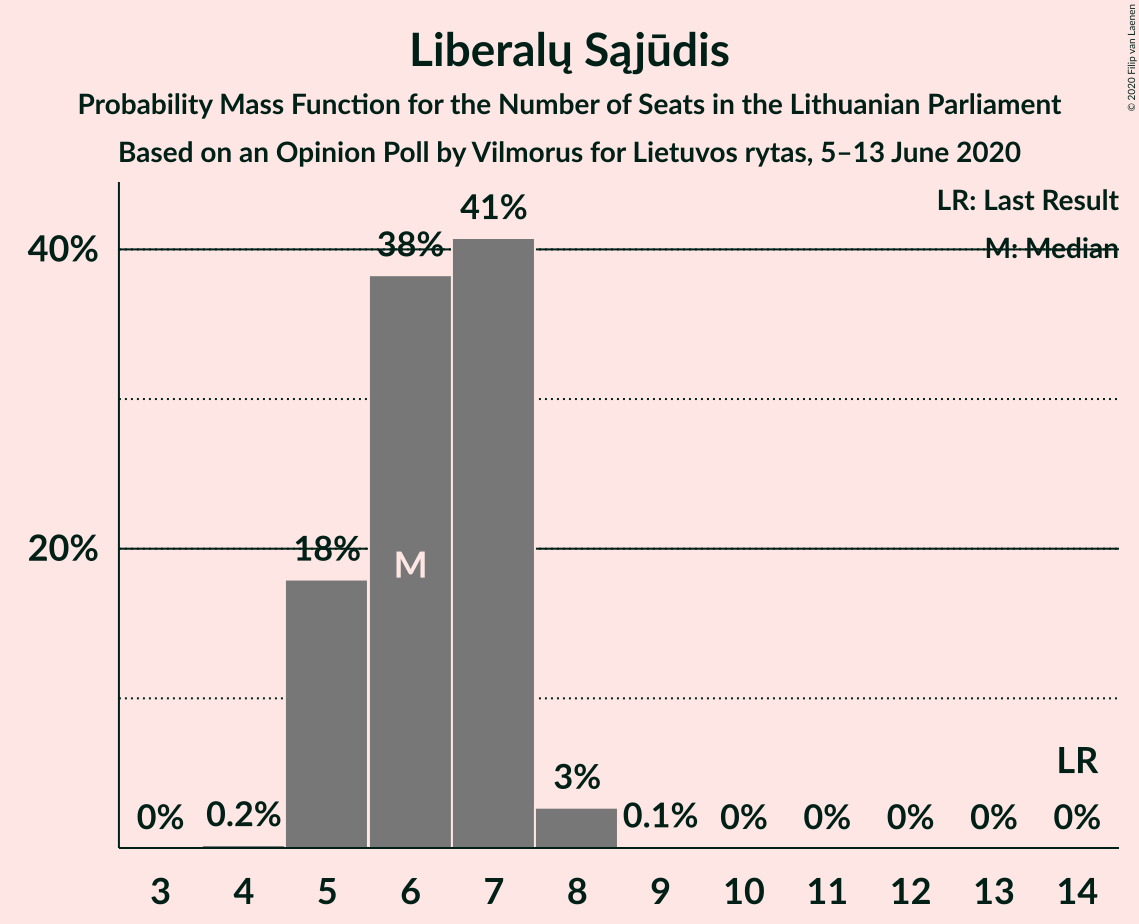 Liberalų Sąjūdis
Probability Mass Function for the Number of Seats in the Lithuanian Parliament
Based on an Opinion Poll by Vilmorus for Lietuvos rytas, 5–13 June 2020
© 2020 Filip van Laenen
LR: Last Result
M: Median
40%
20%
0%
0.2%
18%
38%
41%
3%
0.1%
0%
0%
0%
0%
0%
M
LR
3 4 5 6 7 8 9 10 11 12 13 14